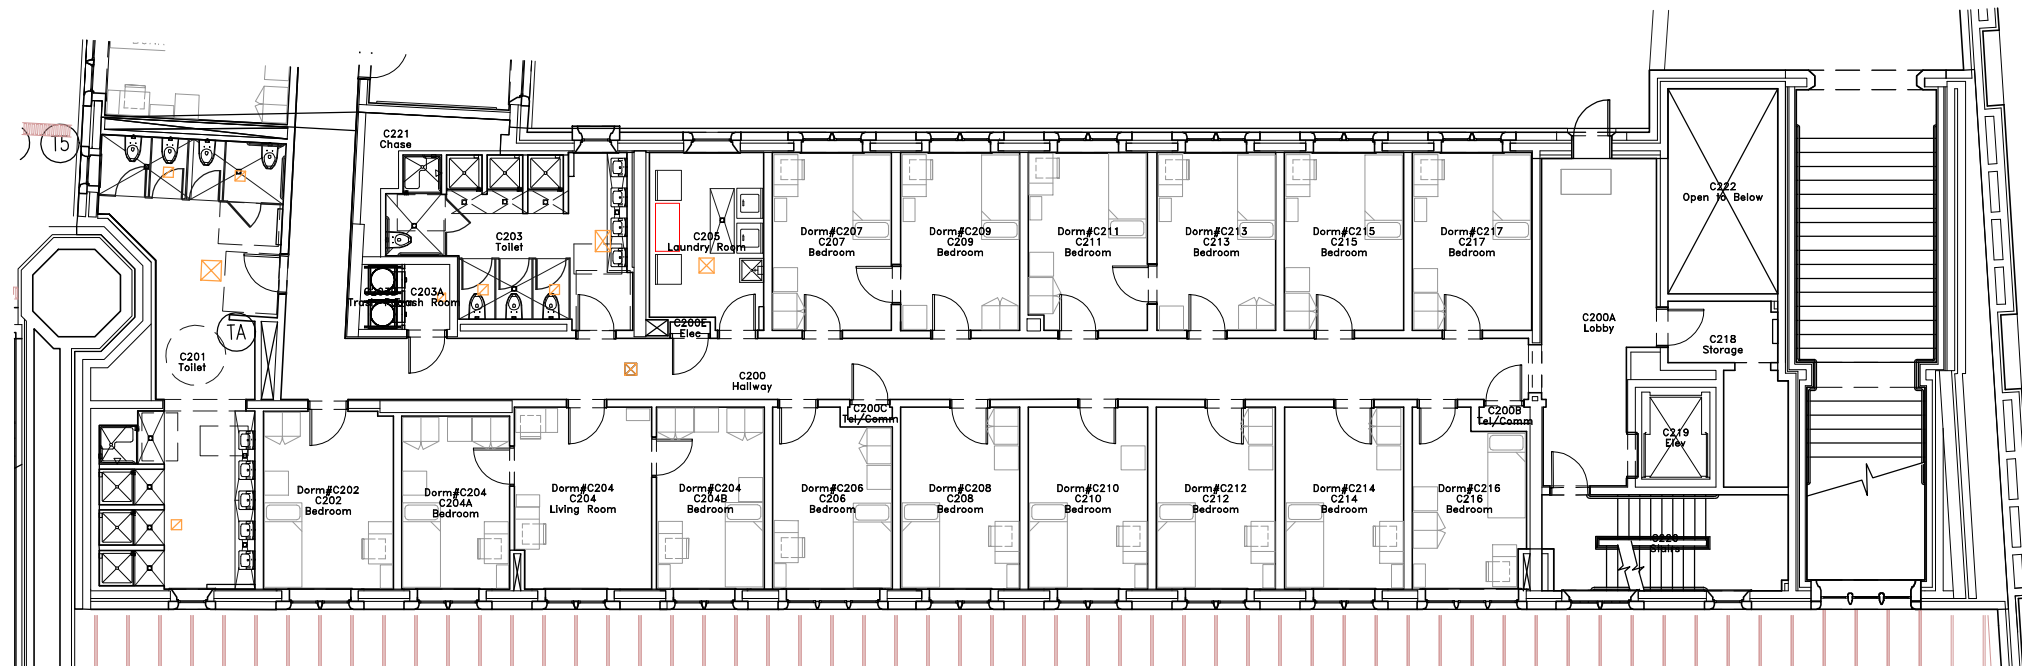 T5
C221
Chase
C222
Open to Below
C203
Toilet
C205
Laundry Room
Dorm#C207
C207
Bedroom
Dorm#C209
C209
Bedroom
Dorm#C211
C211
Bedroom
Dorm#C213
C213
Bedroom
Dorm#C215
C215
Bedroom
Dorm#C217
C217
Bedroom
C203A
Trash Room
C200E
Elec
C200A
Lobby
TA
C201
Toilet
C218
Storage
C200
Hallway
C200C
Tel/Comm
C200B
Tel/Comm
C219
Elev
Dorm#C202
C202
Bedroom
Dorm#C204
C204A
Bedroom
Dorm#C204
C204
Living Room
Dorm#C204
C204B
Bedroom
Dorm#C206
C206
Bedroom
Dorm#C208
C208
Bedroom
Dorm#C210
C210
Bedroom
Dorm#C212
C212
Bedroom
Dorm#C214
C214
Bedroom
Dorm#C216
C216
Bedroom
Stairs